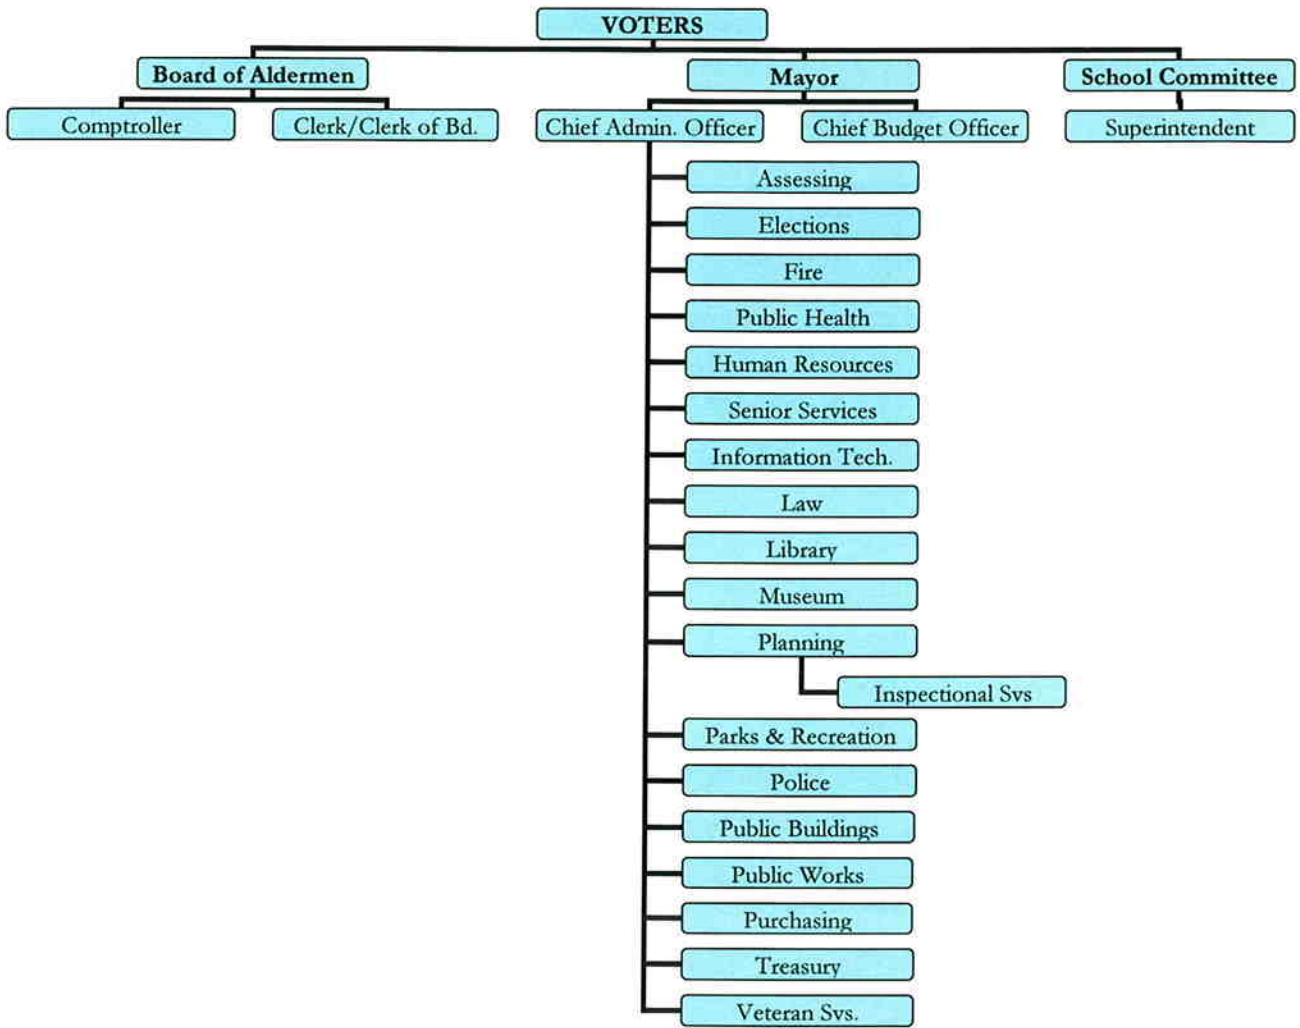 VOTERS
Board of Aldermen
Mayor
School Committee
Comptroller
Clerk/Clerk of Bd.
Chief Admin. Officer
Chief Budget Officer
Superintendent
Assessing
Elections
Fire
Public Health
Human Resources
Senior Services
Information Tech.
Law
Library
Museum
Planning
Inspectional Svs
Parks & Recreation
Police
Public Buildings
Public Works
Purchasing
Treasury
Veteran Svs.